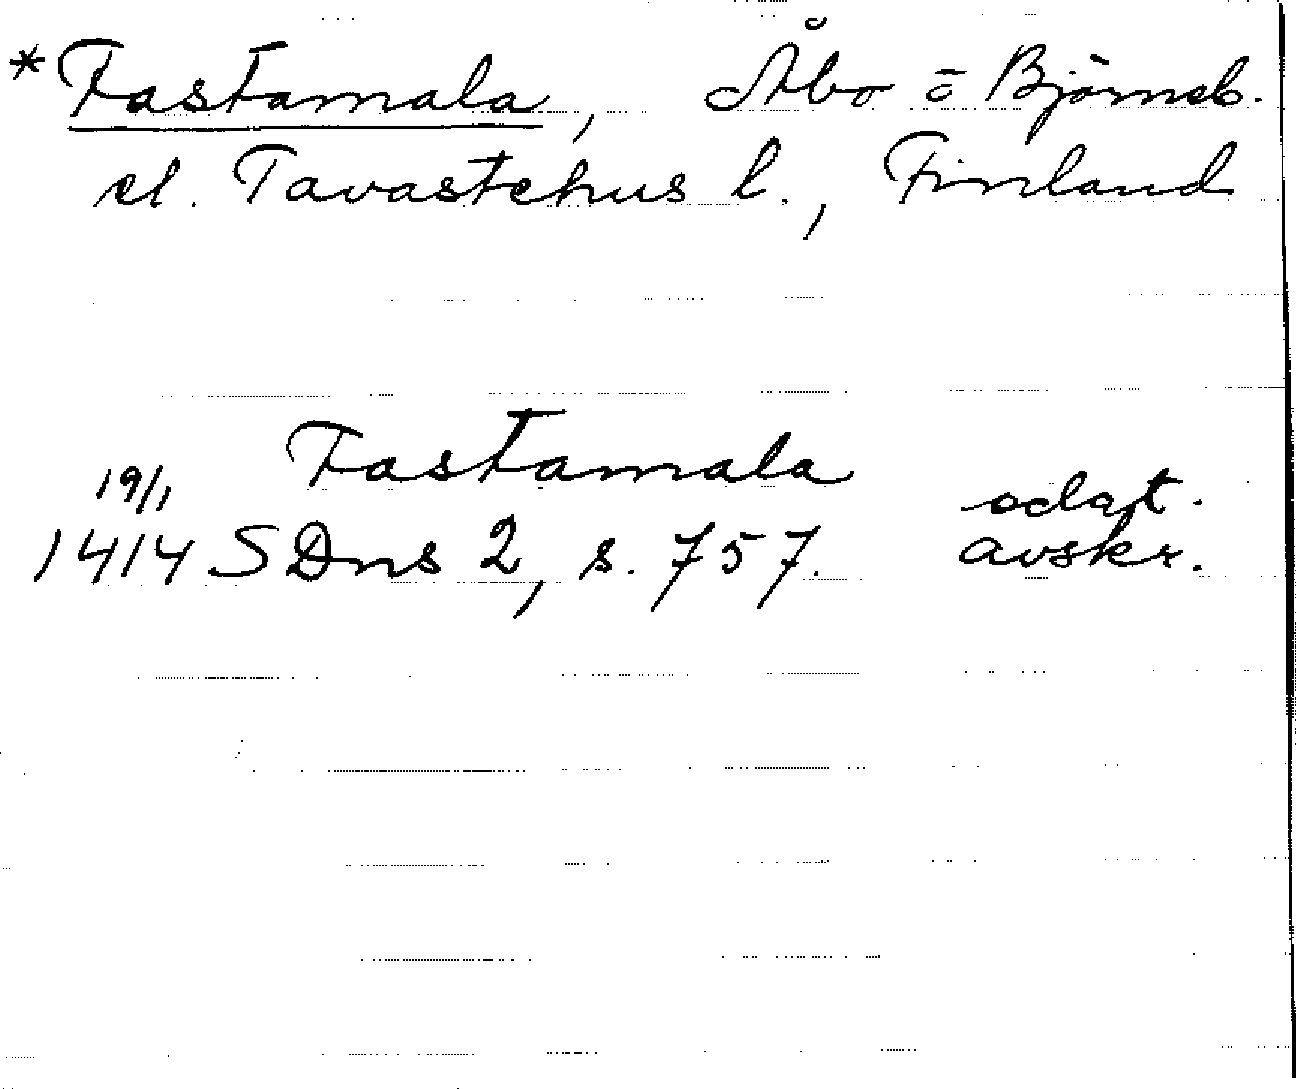 *Fastamala, Åbo ō Björneb.
el. Tavastehus l., Finland
Fastamala
19/1 odat.
1414 SDns 2, s. 757. avskr.